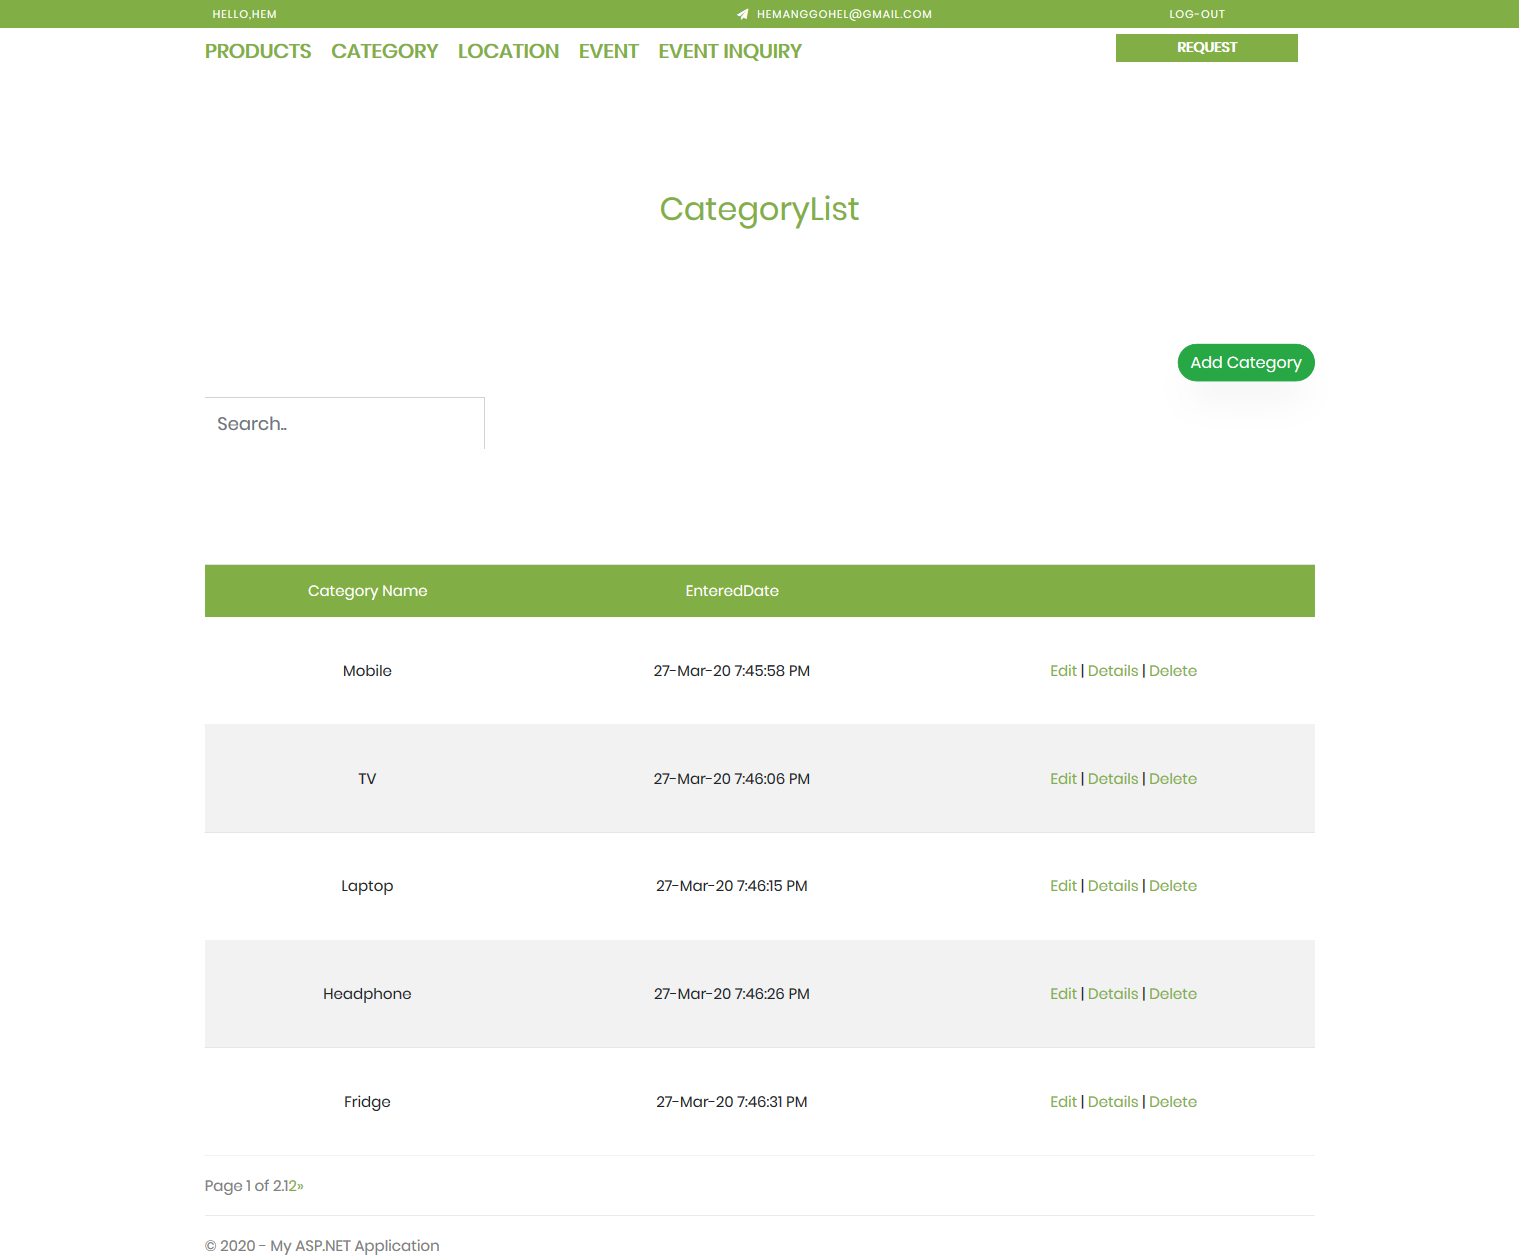 HELLO,HEM HEMANGGOHEL@GMAIL.COM LOG-OUT
PRODUCTS CATEGORY LOCATION EVENT EVENT INQUIRY REQUEST
CategoryList
Add Category
Search..
Category Name EnteredDate
Mobile 27-Mar-20 7:45:58 PM Edit | Details | Delete
TV 27-Mar-20 7:46:06 PM Edit | Details | Delete
Laptop 27-Mar-20 7:46:15 PM Edit | Details | Delete
Headphone 27-Mar-20 7:46:26 PM Edit | Details | Delete
Fridge 27-Mar-20 7:46:31 PM Edit | Details | Delete
Page 1 of 2.12»
© 2020 - My ASP.NET Application